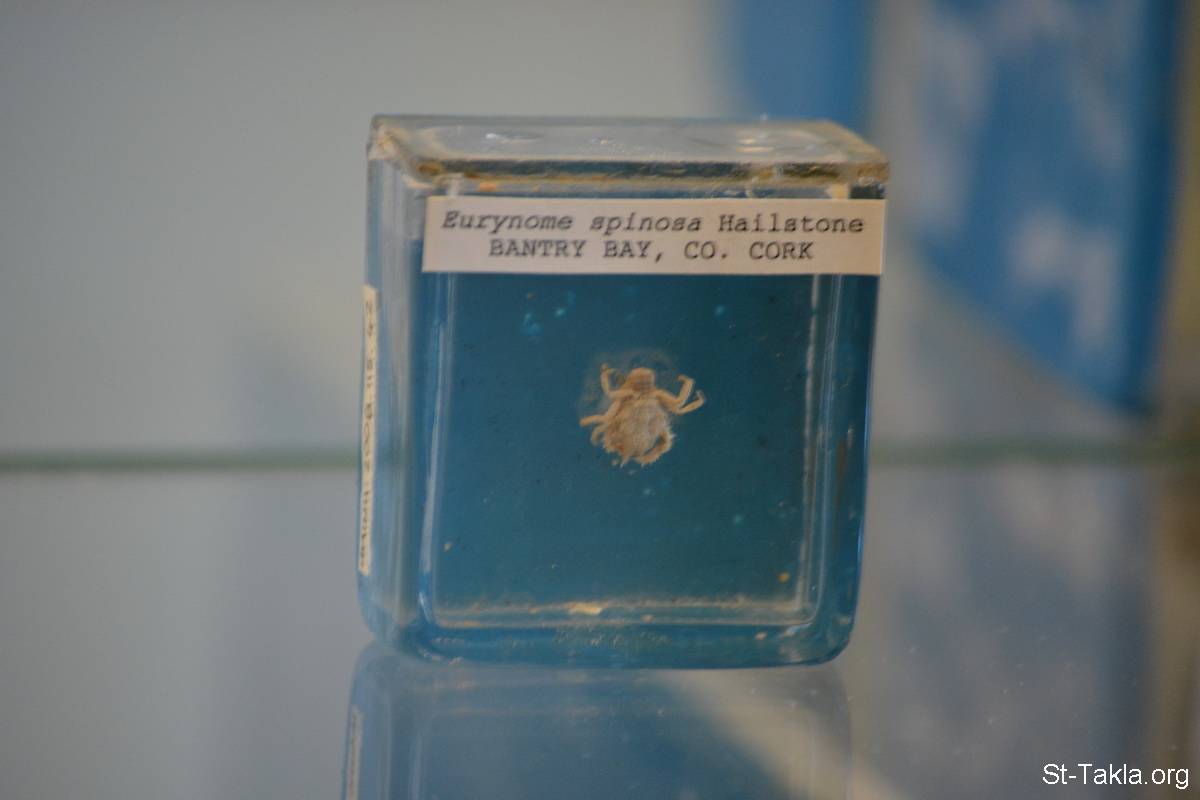 Eurynome spinosa Hailstone
BANTRY BAY, CO. CORK
St-Takla.org